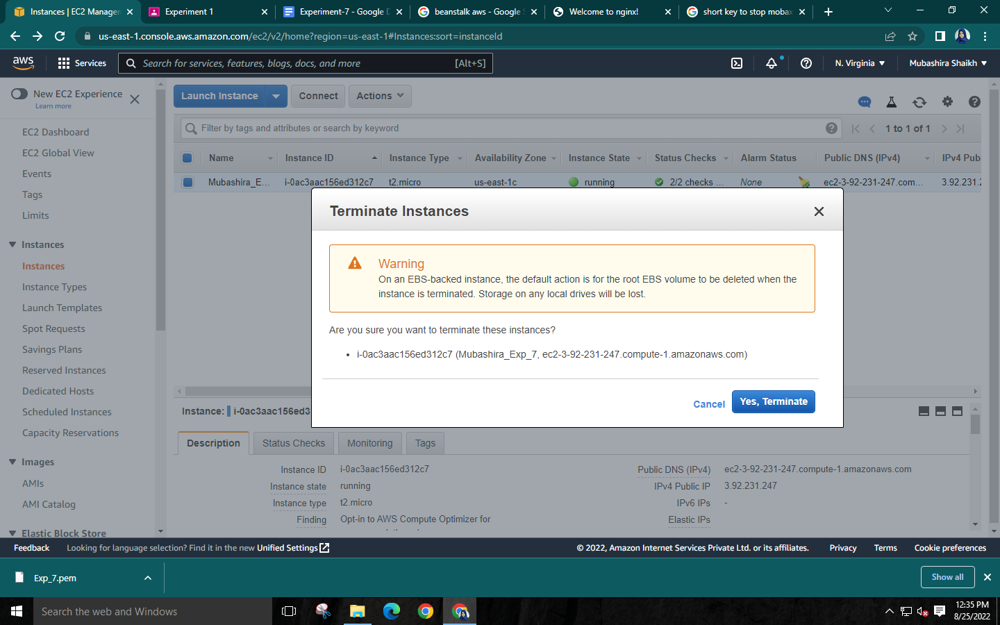 Instances | EC2 Manager
Experiment 1
Experiment-7 - Google D
beanstalk aws - Google S
Welcome to nginx!
short key to stop mobax
us-east-1.console.aws.amazon.com/ec2/v2/home?region=us-east-1#Instances:sort=instanceId
aws
Services
Search for services, features, blogs, docs, and more
[Alt+S]
N. Virginia
Mubashira Shaikh
New EC2 Experience
Learn more
EC2 Dashboard
EC2 Global View
Events
Tags
Limits
Instances
Instances
Instance Types
Launch Templates
Spot Requests
Savings Plans
Reserved Instances
Dedicated Hosts
Scheduled Instances
Capacity Reservations
Images
AMIs
AMI Catalog
Elastic Block Store
Launch Instance
Connect
Actions
Filter by tags and attributes or search by keyword
1 to 1 of 1
Name
Instance ID
Instance Type
Availability Zone
Instance State
Status Checks
Alarm Status
Public DNS (IPv4)
IPv4 Pub
Mubashira_E...
i-0ac3aac156ed312c7
t2.micro
us-east-1c
running
2/2 checks ...
None
ec2-3-92-231-247.com...
3.92.231.2
Terminate Instances
Warning
On an EBS-backed instance, the default action is for the root EBS volume to be deleted when the
instance is terminated. Storage on any local drives will be lost.
Are you sure you want to terminate these instances?
• i-0ac3aac156ed312c7 (Mubashira_Exp_7, ec2-3-92-231-247.compute-1.amazonaws.com)
Cancel
Yes, Terminate
Instance: i-0ac3aac156ed3
Description
Status Checks
Monitoring
Tags
Instance ID i-0ac3aac156ed312c7
Instance state running
Instance type t2.micro
Finding Opt-in to AWS Compute Optimizer for
Public DNS (IPv4) ec2-3-92-231-247.compute-1.amazonaws.com
IPv4 Public IP 3.92.231.247
IPv6 IPs -
Elastic IPs
Feedback
Looking for language selection? Find it in the new Unified Settings
© 2022, Amazon Internet Services Private Ltd. or its affiliates.
Privacy
Terms
Cookie preferences
Exp_7.pem
Show all
Search the web and Windows
12:35 PM
8/25/2022